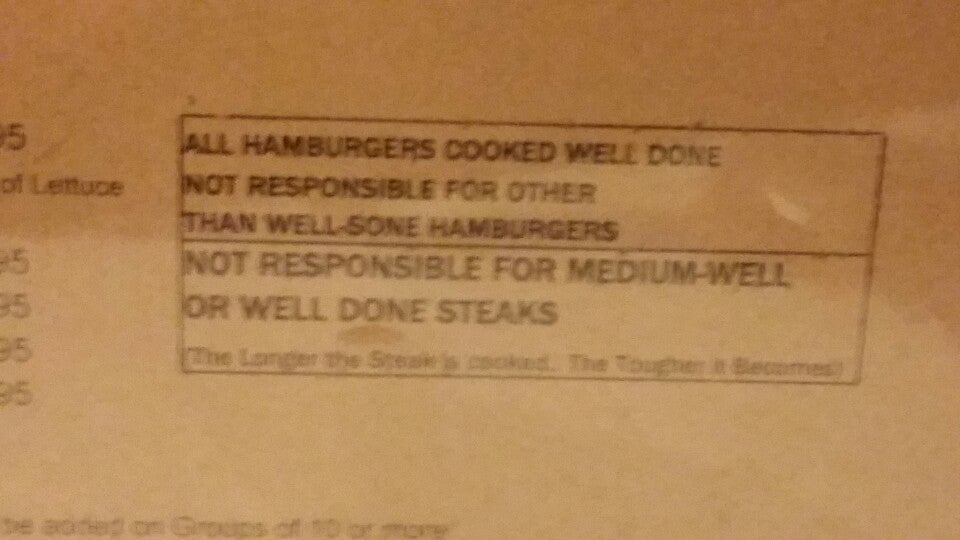 95
of Lettuce
95
95
95
95
ALL HAMBURGERS COOKED WELL DONE
NOT RESPONSIBLE FOR OTHER
THAN WELL-SONE HAMBURGERS
NOT RESPONSIBLE FOR MEDIUM-WELL
OR WELL DONE STEAKS
(The Longer the Steak is cooked. The Tougher it Becomes)
be added on Groups of 10 or more